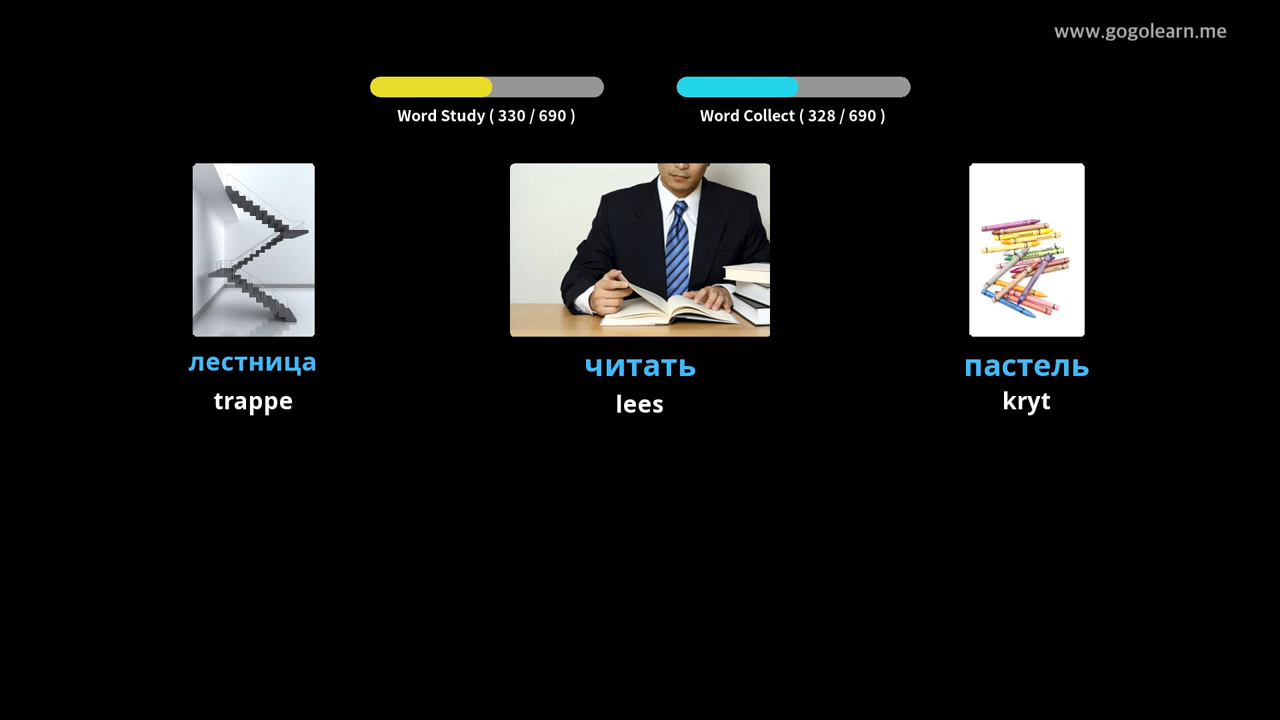 www.gogolearn.me
Word Study ( 330 / 690 )
Word Collect ( 328 / 690 )
лестница
trappe
читать
lees
пастель
kryt